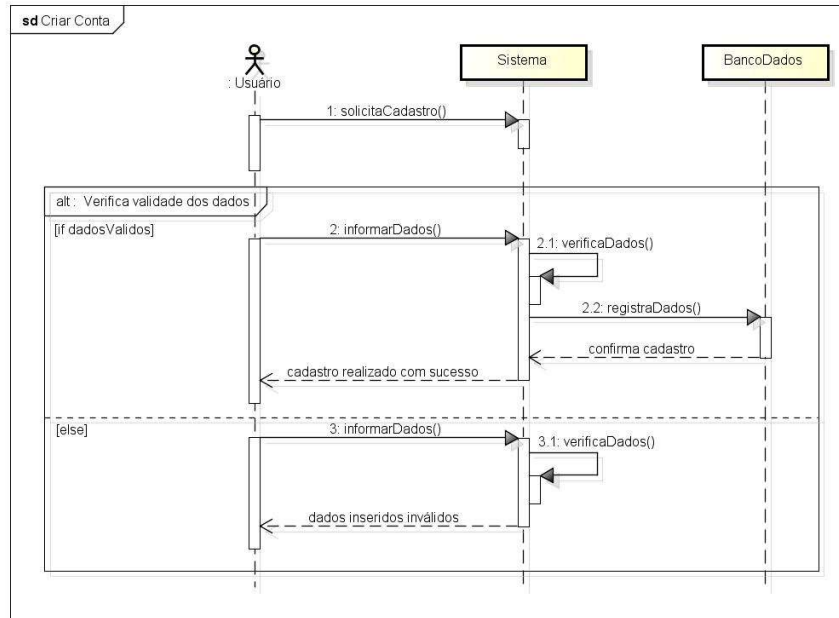 sd Criar Conta
: Usuário
Sistema
BancoDados
1: solicitaCadastro()
alt : Verifica validade dos dados
[if dadosValidos]
2: informarDados()
2.1: verificaDados()
2.2: registraDados()
confirma cadastro
cadastro realizado com sucesso
[else]
3: informarDados()
3.1: verificaDados()
dados inseridos inválidos